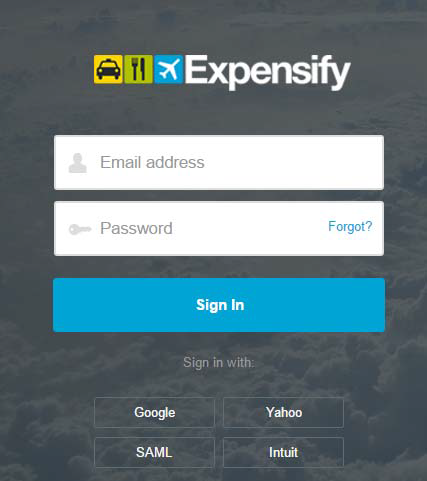 Expensify
Email address
Password Forgot?
Sign In
Sign in with:
Google Yahoo
SAML Intuit